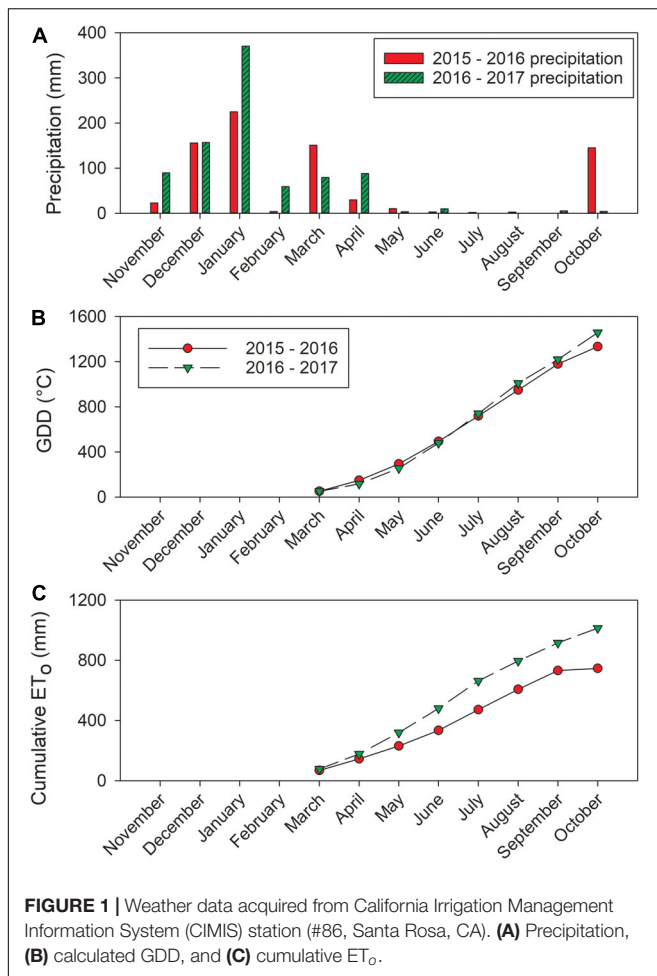 A
Precipitation (mm)
400
300
200
100
0
2015 - 2016 precipitation
2016 - 2017 precipitation
November
December
January
February
March
April
May
June
July
August
September
October
B
GDD (°C)
1600
1200
800
400
0
2015 - 2016
2016 - 2017
November
December
January
February
March
April
May
June
July
August
September
October
C
Cumulative ETo (mm)
1200
800
400
0
November
December
January
February
March
April
May
June
July
August
September
October
FIGURE 1 | Weather data acquired from California Irrigation Management
Information System (CIMIS) station (#86, Santa Rosa, CA). (A) Precipitation,
(B) calculated GDD, and (C) cumulative ETo.